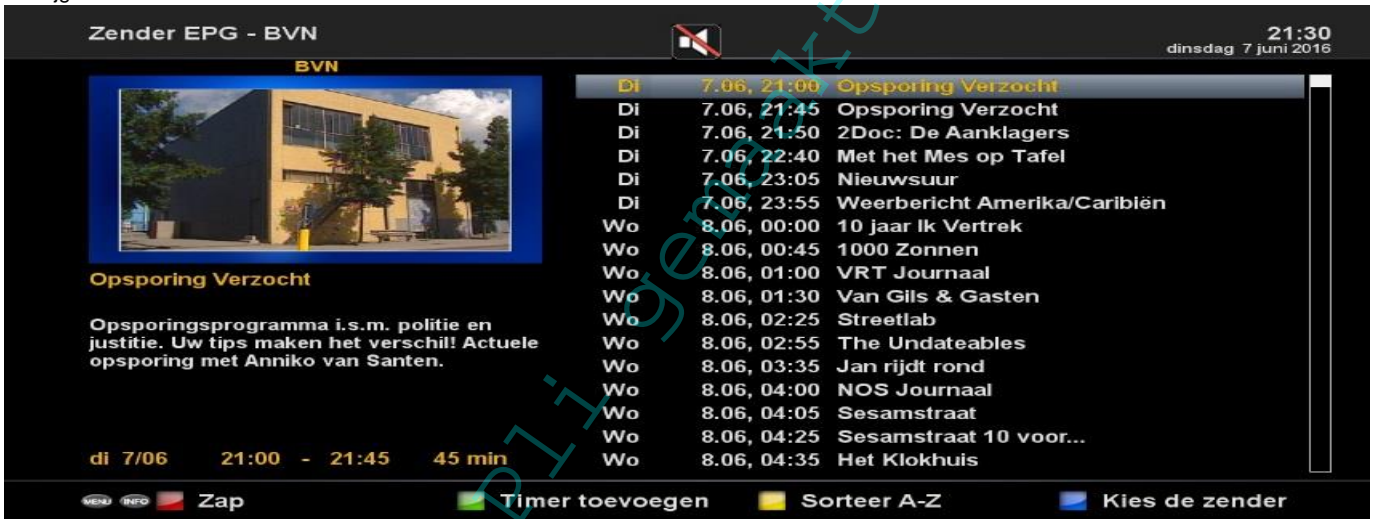 Zender EPG - BVN
21:30
dinsdag 7 juni 2016
BVN
Opsporing Verzocht
Opsporingsprogramma i.s.m. politie en
justitie. Uw tips maken het verschil! Actuele
opsporing met Anniko van Santen.
di 7/06 21:00 - 21:45 45 min
Di 7.06, 21:00 Opsporing Verzocht
Di 7.06, 21:45 Opsporing Verzocht
Di 7.06, 21:50 2Doc: De Aanklagers
Di 7.06, 22:40 Met het Mes op Tafel
Di 7.06, 23:05 Nieuwsuur
Di 7.06, 23:55 Weerbericht Amerika/Caribiën
Wo 8.06, 00:00 10 jaar Ik Vertrek
Wo 8.06, 00:45 1000 Zonnen
Wo 8.06, 01:00 VRT Journaal
Wo 8.06, 01:30 Van Gils & Gasten
Wo 8.06, 02:25 Streetlab
Wo 8.06, 02:55 The Undateables
Wo 8.06, 03:35 Jan rijdt rond
Wo 8.06, 04:00 NOS Journaal
Wo 8.06, 04:05 Sesamstraat
Wo 8.06, 04:25 Sesamstraat 10 voor...
Wo 8.06, 04:35 Het Klokhuis
MENU INFO Zap Timer toevoegen Sorteer A-Z Kies de zender
pli gemaakt